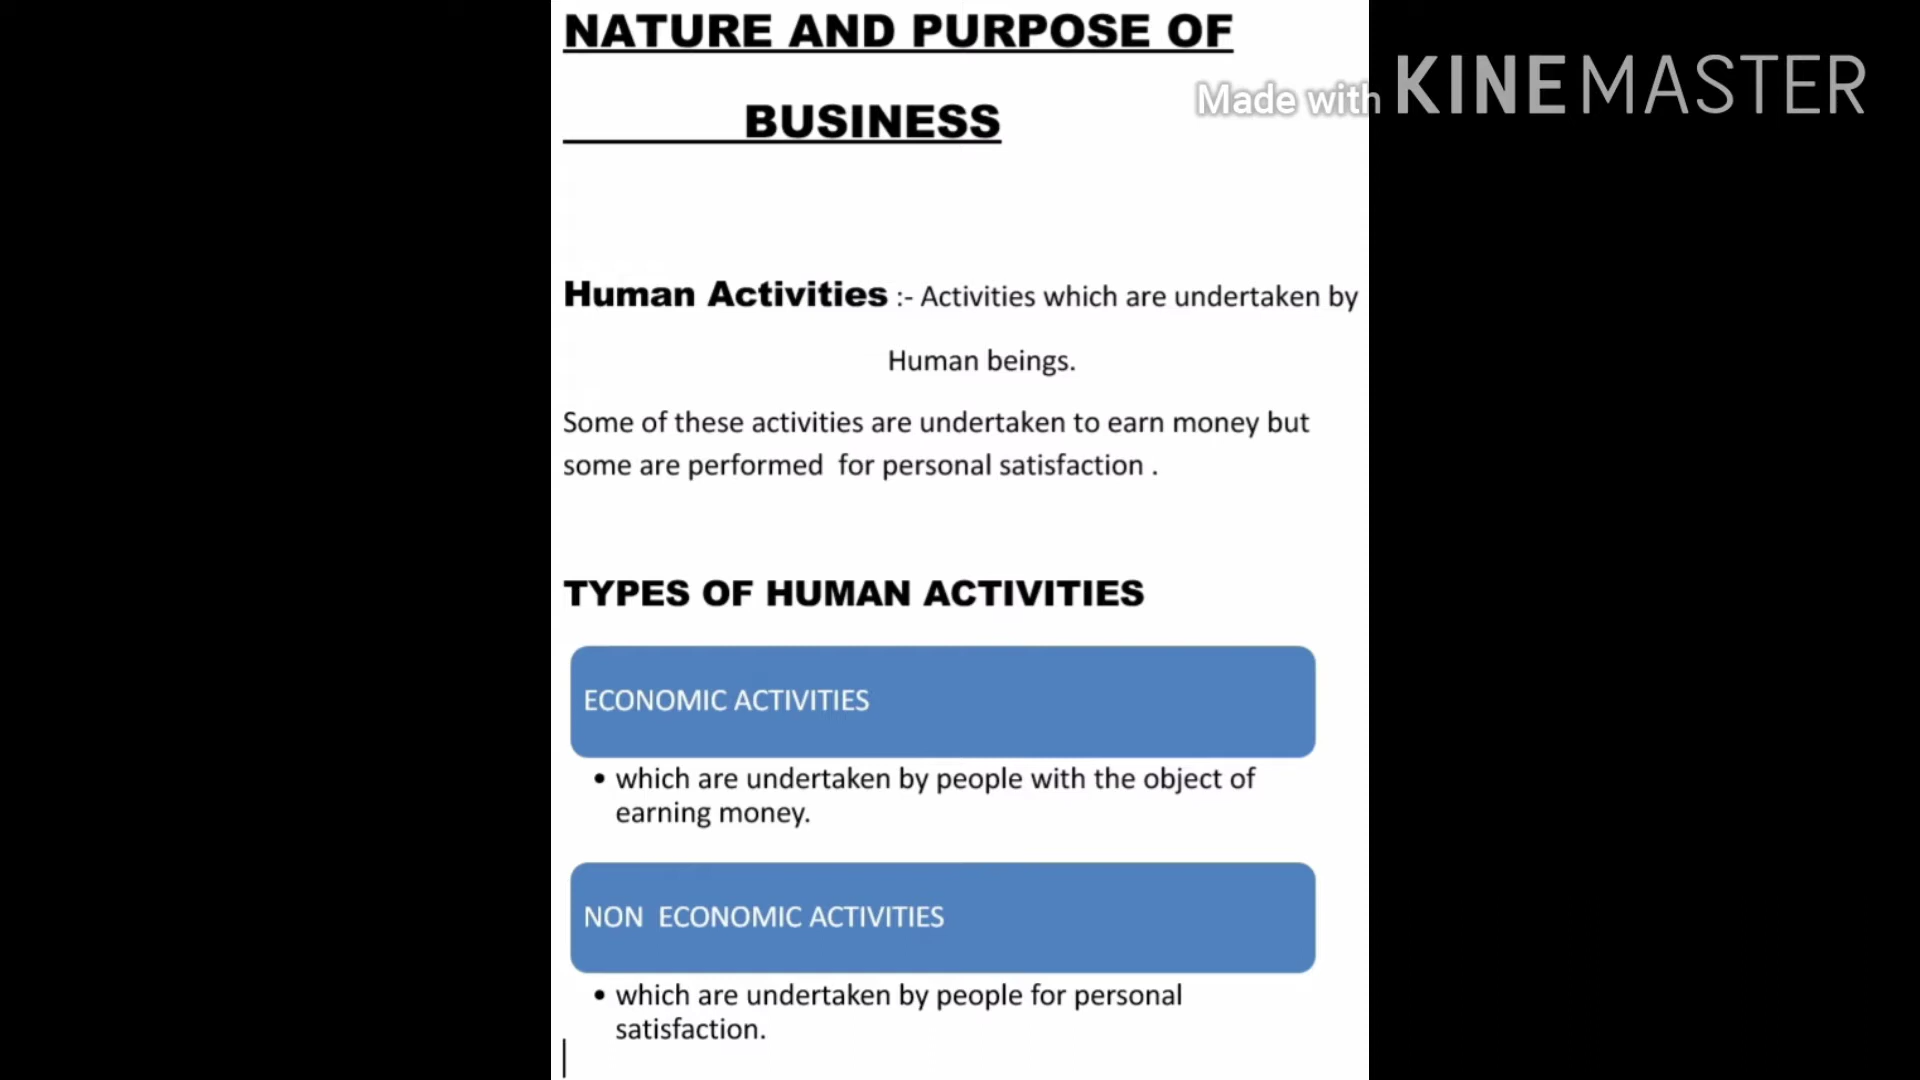 NATURE AND PURPOSE OF
BUSINESS
Made with KINEMASTER
Human Activities :- Activities which are undertaken by
Human beings.
Some of these activities are undertaken to earn money but
some are performed for personal satisfaction .
TYPES OF HUMAN ACTIVITIES
ECONOMIC ACTIVITIES
• which are undertaken by people with the object of
earning money.
NON ECONOMIC ACTIVITIES
• which are undertaken by people for personal
satisfaction.